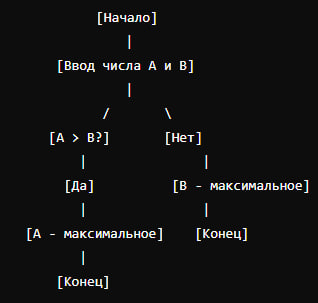 [Начало]
|
[Ввод числа A и B]
|
/ \
[A > B?] [Нет]
| |
[Да] [B - максимальное]
| |
[A - максимальное] [Конец]
|
[Конец]